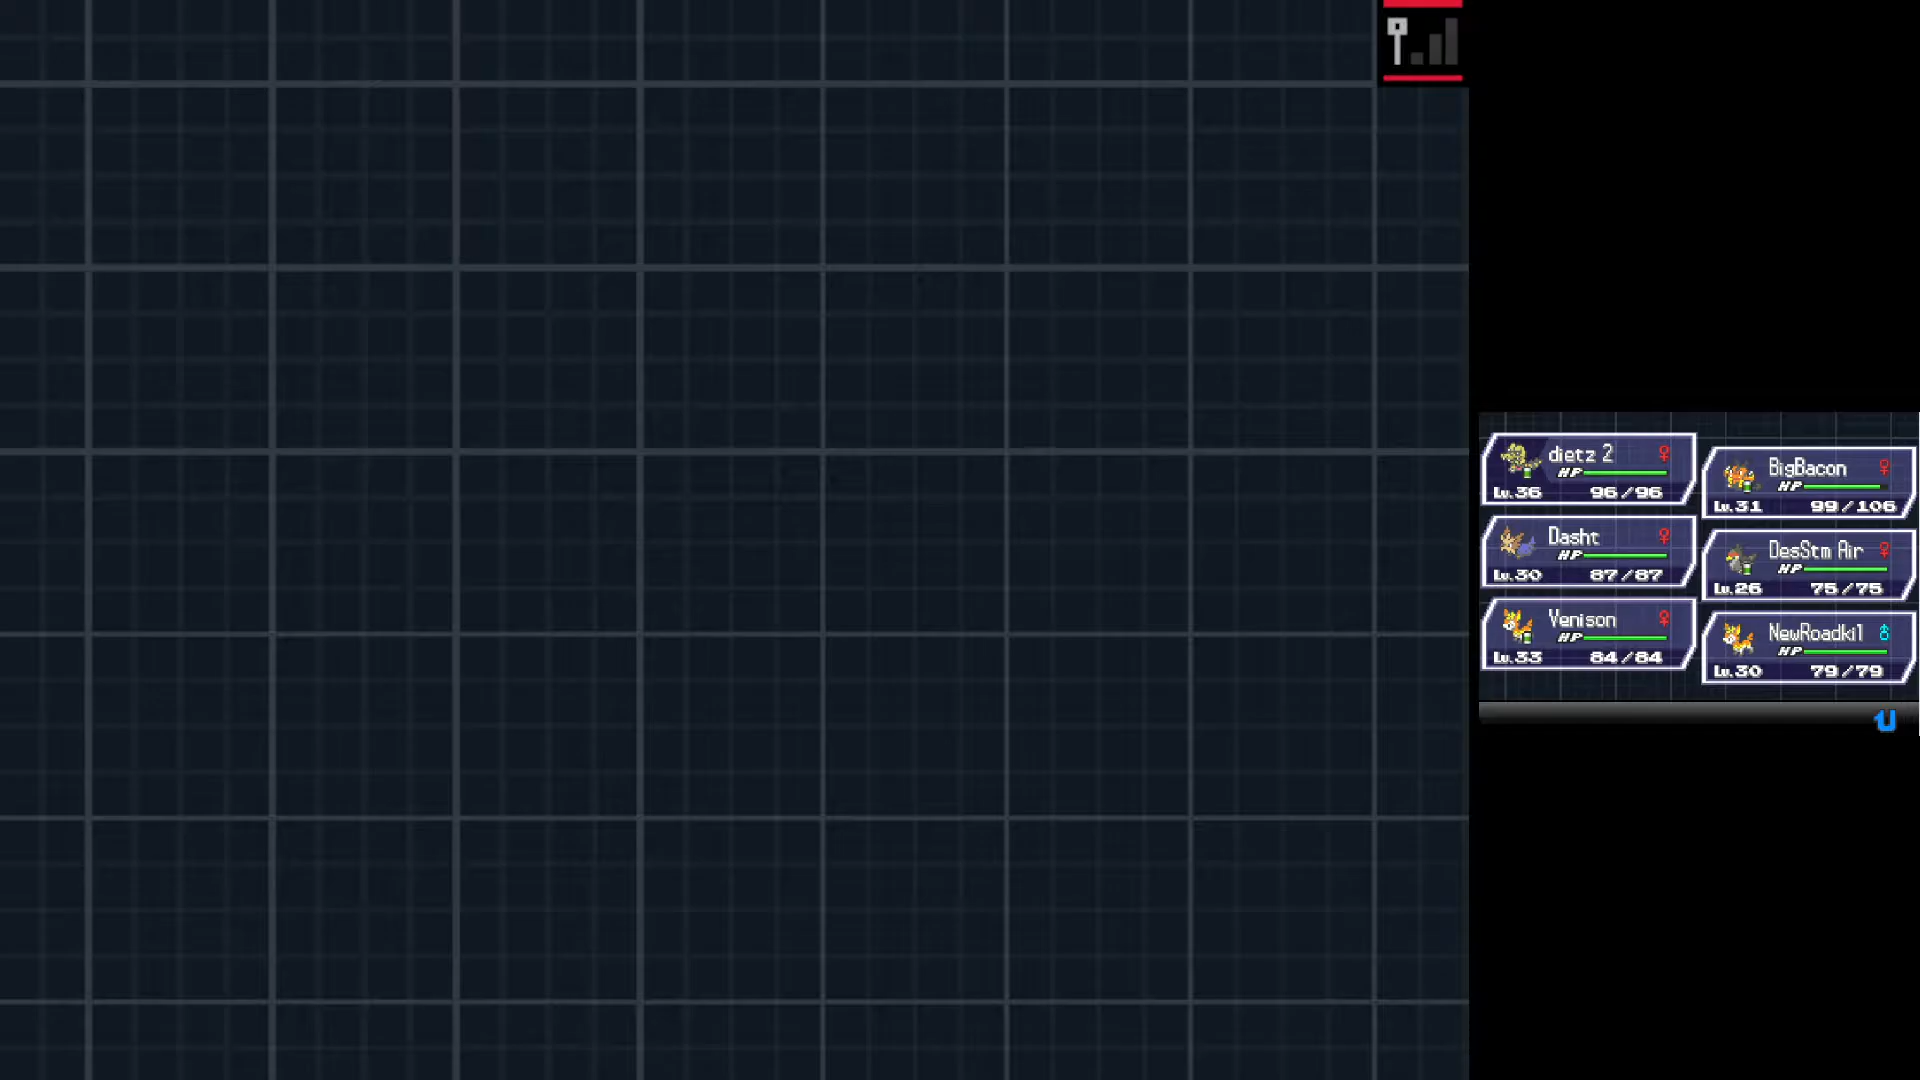 dietz 2 ♀
HP
Lv.36 96/96
BigBacon ♀
HP
Lv.31 99/106
Dasht ♀
HP
Lv.30 87/87
DesStm Air ♀
HP
Lv.26 75/75
Venison ♀
HP
Lv.33 84/84
NewRoadkil ♂
HP
Lv.30 79/79